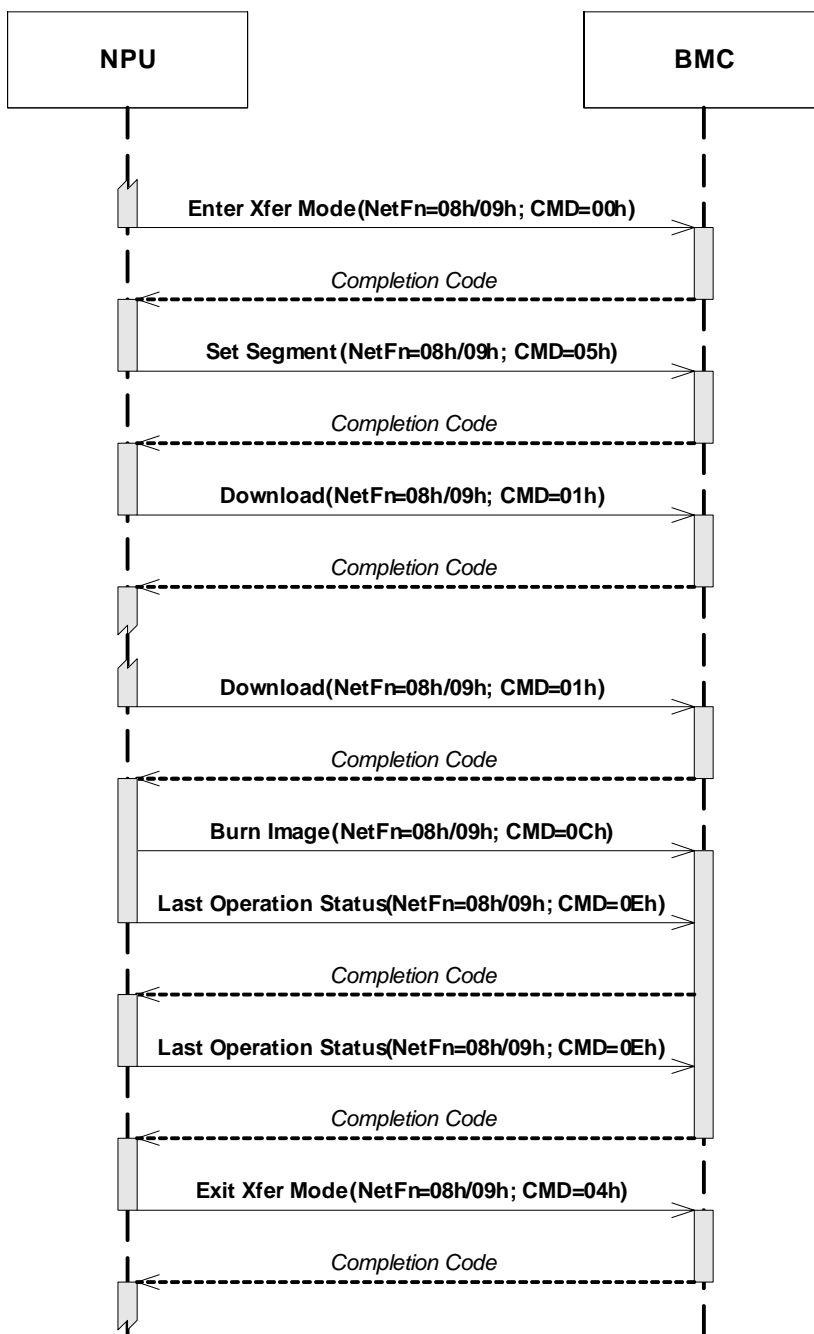 NPU
BMC
Enter Xfer Mode(NetFn=08h/09h; CMD=00h)
Completion Code
Set Segment(NetFn=08h/09h; CMD=05h)
Completion Code
Download(NetFn=08h/09h; CMD=01h)
Completion Code
Download(NetFn=08h/09h; CMD=01h)
Completion Code
Burn Image(NetFn=08h/09h; CMD=0Ch)
Last Operation Status(NetFn=08h/09h; CMD=0Eh)
Completion Code
Last Operation Status(NetFn=08h/09h; CMD=0Eh)
Completion Code
Exit Xfer Mode(NetFn=08h/09h; CMD=04h)
Completion Code